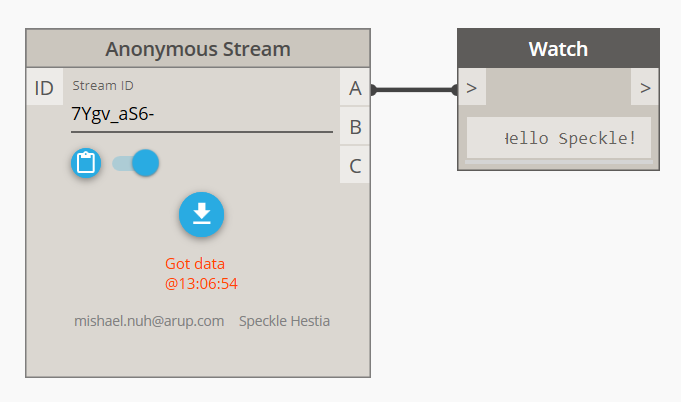 Anonymous Stream
ID
Stream ID
7Ygv_aS6-
A
B
C
Got data
@13:06:54
mishael.nuh@arup.com Speckle Hestia
Watch
> >
Hello Speckle!